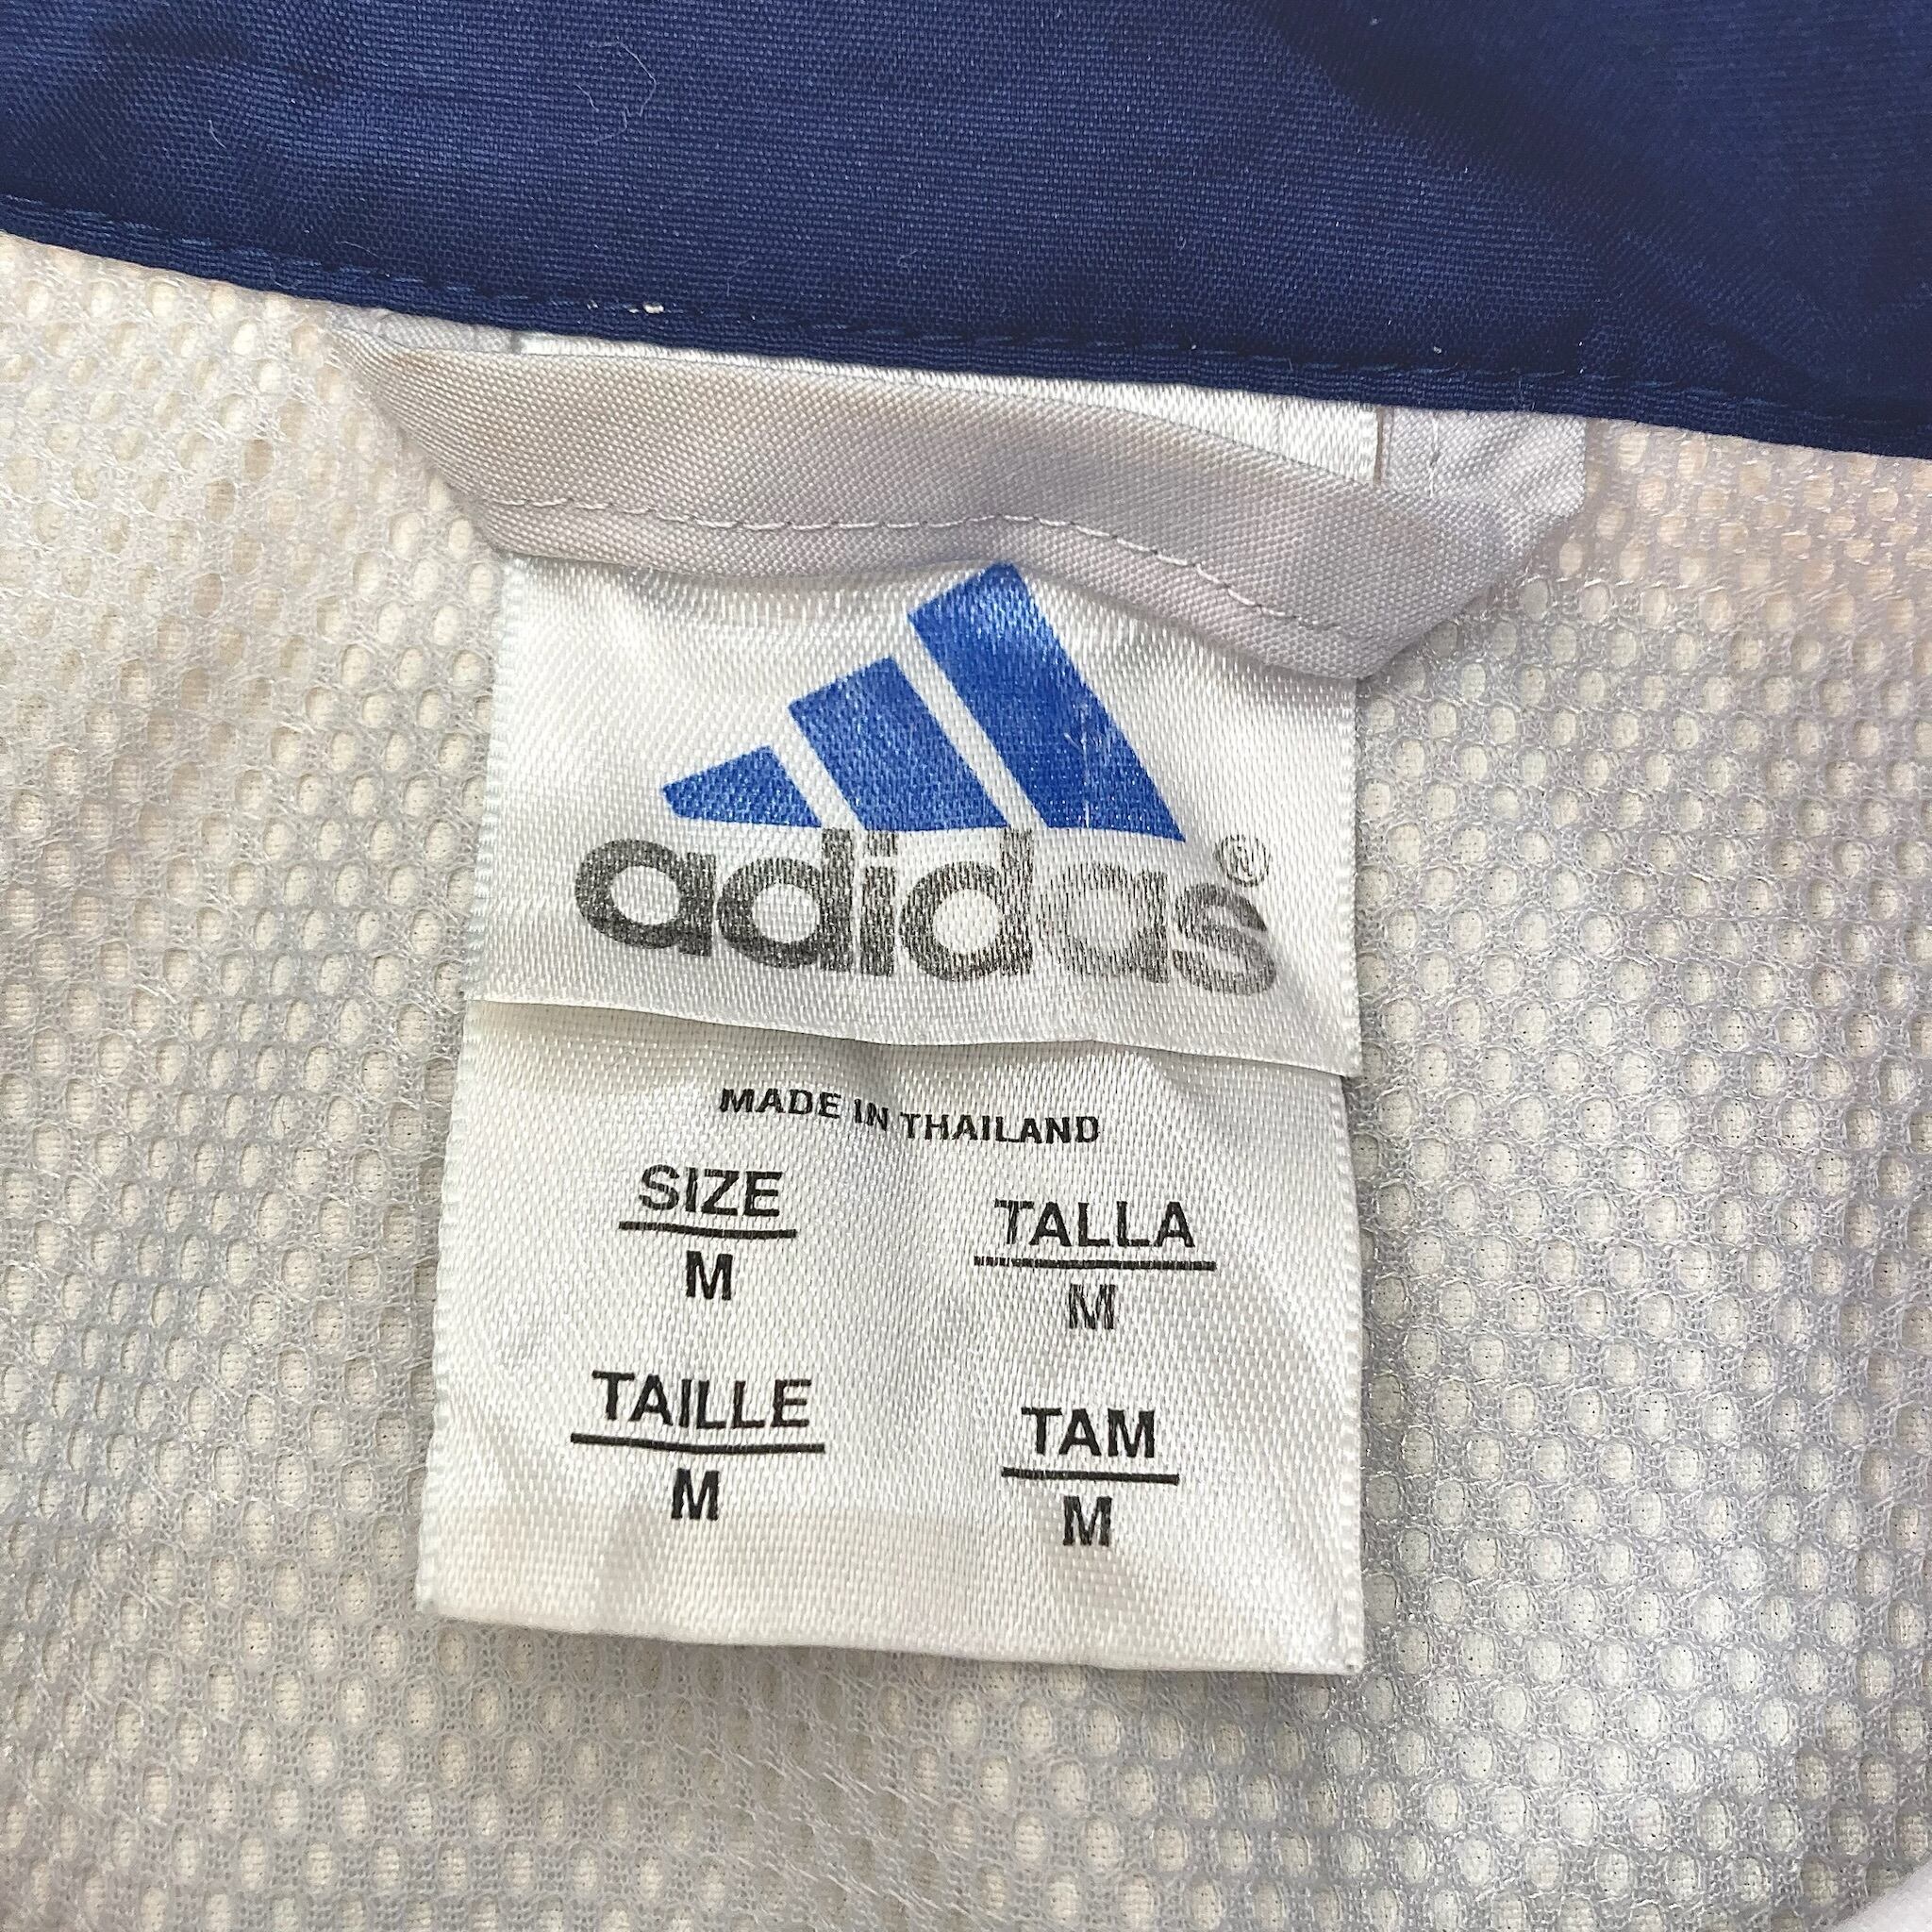 adidas®
MADE IN THAILAND
SIZE TALLA
M M
TAILLE TAM
M M